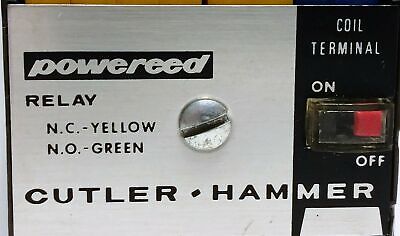 powereed
RELAY
N.C.-YELLOW
N.O.-GREEN
COIL
TERMINAL
ON
OFF
CUTLER • HAMMER